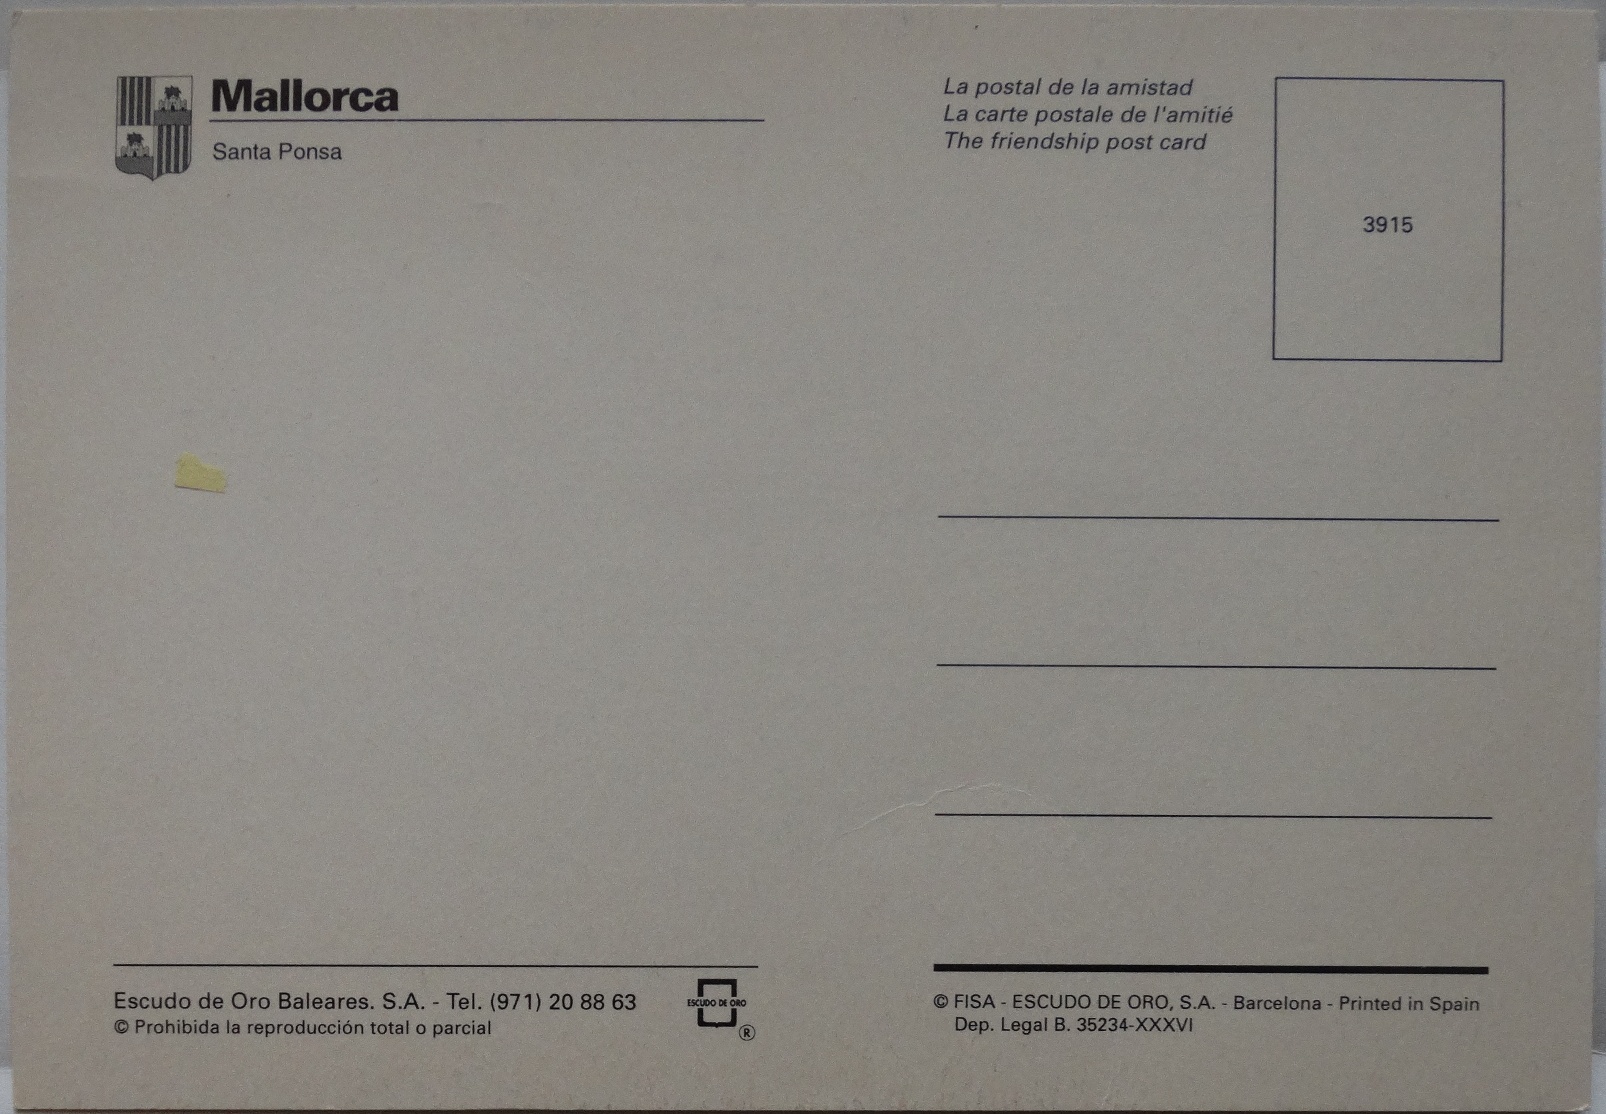 Mallorca
Santa Ponsa
La postal de la amistad
La carte postale de l'amitié
The friendship post card
3915
Escudo de Oro Baleares. S.A. - Tel. (971) 20 88 63
© Prohibida la reproducción total o parcial
ESCUDO DE ORO
®
© FISA - ESCUDO DE ORO, S.A. - Barcelona - Printed in Spain
Dep. Legal B. 35234-XXXVI